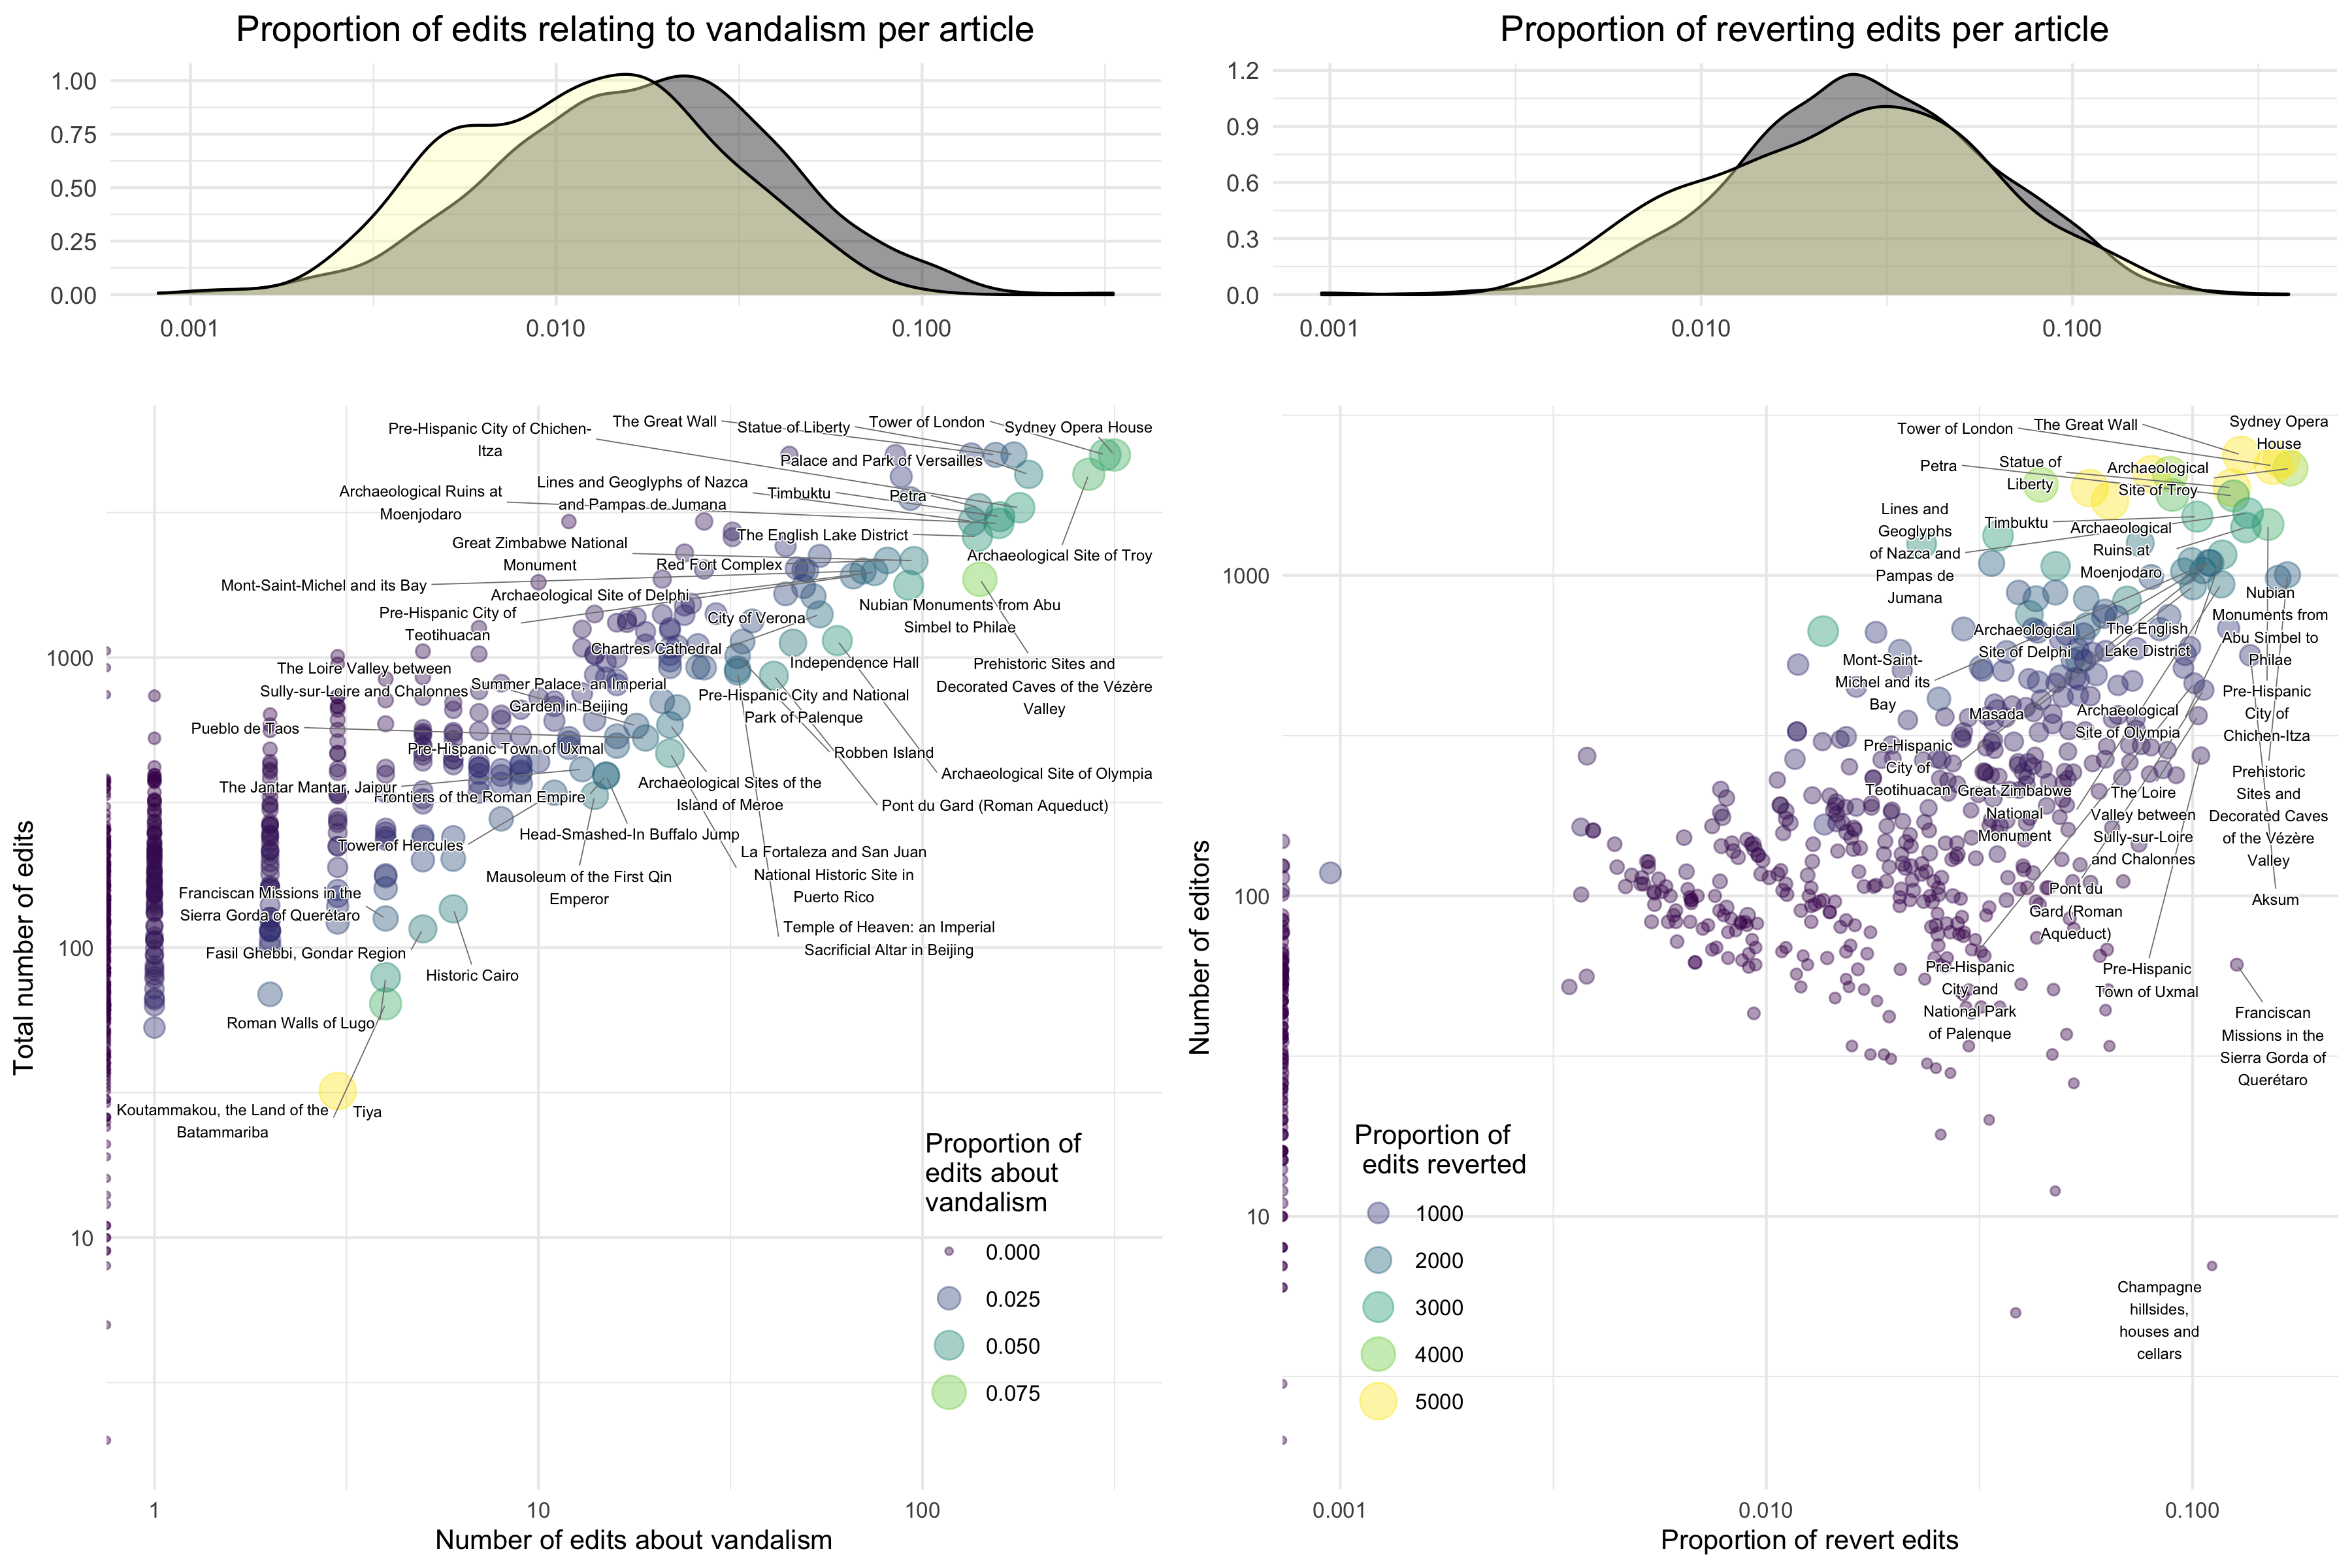 Proportion of edits relating to vandalism per article
1.00
0.75
0.50
0.25
0.00
0.001
0.010
0.100
Proportion of reverting edits per article
1.2
0.9
0.6
0.3
0.0
0.001
0.010
0.100
Total number of edits
1000
100
10
Pre-Hispanic City of Chichen-
Itza
The Great Wall
Statue of Liberty
Tower of London
Sydney Opera House
Palace and Park of Versailles
Archaeological Ruins at
Moenjodaro
Lines and Geoglyphs of Nazca
and Pampas de Jumana
Timbuktu
Petra
The English Lake District
Archaeological Site of Troy
Great Zimbabwe National
Monument
Red Fort Complex
Mont-Saint-Michel and its Bay
Archaeological Site of Delphi
Pre-Hispanic City of
Teotihuacan
City of Verona
Nubian Monuments from Abu
Simbel to Philae
Chartres Cathedral
Independence Hall
Prehistoric Sites and
Decorated Caves of the Vézère
Valley
The Loire Valley between
Sully-sur-Loire and Chalonnes
Summer Palace, an Imperial
Garden in Beijing
Pre-Hispanic City and National
Park of Palenque
Pueblo de Taos
Pre-Hispanic Town of Uxmal
Robben Island
Archaeological Site of Olympia
The Jantar Mantar, Jaipur
Frontiers of the Roman Empire
Archaeological Sites of the
Island of Meroe
Pont du Gard (Roman Aqueduct)
Head-Smashed-In Buffalo Jump
Tower of Hercules
La Fortaleza and San Juan
National Historic Site in
Puerto Rico
Mausoleum of the First Qin
Emperor
Franciscan Missions in the
Sierra Gorda of Querétaro
Temple of Heaven: an Imperial
Sacrificial Altar in Beijing
Fasil Ghebbi, Gondar Region
Historic Cairo
Roman Walls of Lugo
Koutammakou, the Land of the
Batammariba
Tiya
Proportion of
edits about
vandalism
0.000
0.025
0.050
0.075
1
10
100
Number of edits about vandalism
Number of editors
1000
100
10
Tower of London
The Great Wall
Sydney Opera
House
Petra
Statue of
Liberty
Archaeological
Site of Troy
Lines and
Geoglyphs
of Nazca and
Pampas de
Jumana
Timbuktu
Archaeological
Ruins at
Moenjodaro
Nubian
Monuments from
Abu Simbel to
Philae
Archaeological
Site of Delphi
The English
Lake District
Mont-Saint-
Michel and its
Bay
Masada
Archaeological
Site of Olympia
Pre-Hispanic
City of
Chichen-Itza
Pre-Hispanic
City of
Teotihuacan
Great Zimbabwe
National
Monument
The Loire
Valley between
Sully-sur-Loire
and Chalonnes
Prehistoric
Sites and
Decorated Caves
of the Vézère
Valley
Aksum
Pont du
Gard (Roman
Aqueduct)
Pre-Hispanic
City and
National Park
of Palenque
Pre-Hispanic
Town of Uxmal
Franciscan
Missions in the
Sierra Gorda of
Querétaro
Champagne
hillsides,
houses and
cellars
Proportion of
edits reverted
1000
2000
3000
4000
5000
0.001
0.010
0.100
Proportion of revert edits